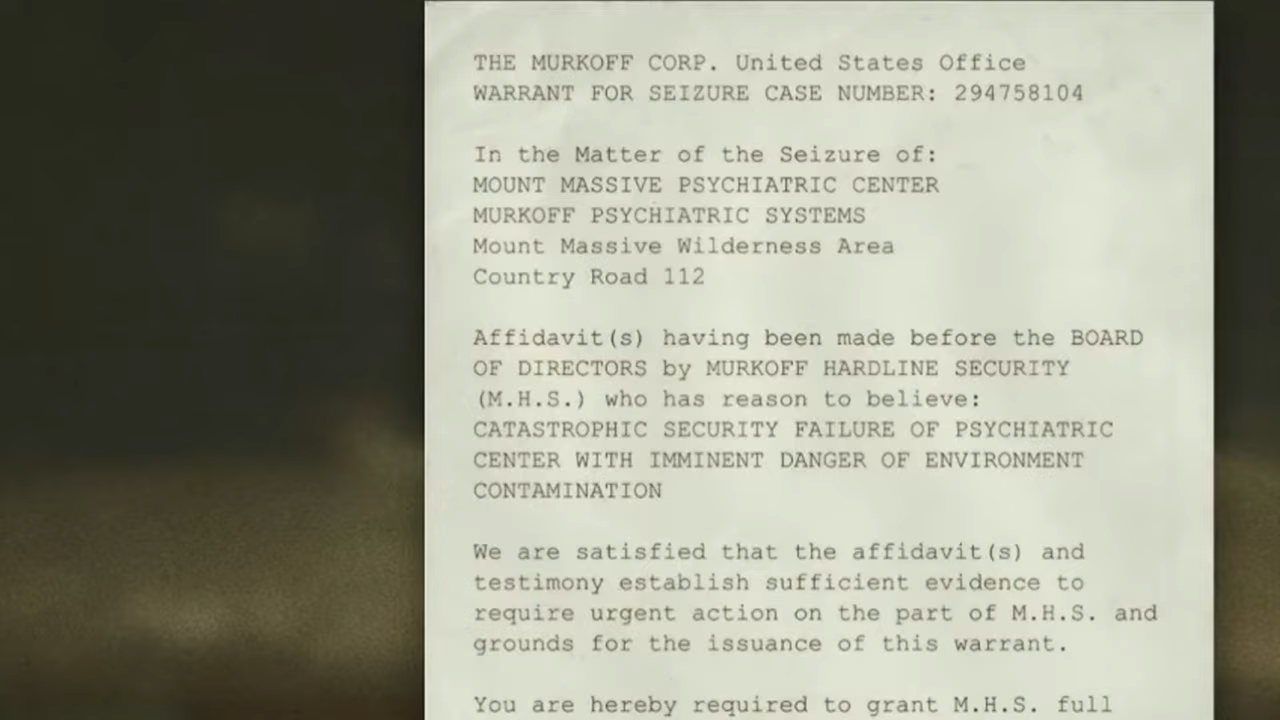 THE MURKOFF CORP. United States Office
WARRANT FOR SEIZURE CASE NUMBER: 294758104
In the Matter of the Seizure of:
MOUNT MASSIVE PSYCHIATRIC CENTER
MURKOFF PSYCHIATRIC SYSTEMS
Mount Massive Wilderness Area
Country Road 112
Affidavit(s) having been made before the BOARD
OF DIRECTORS by MURKOFF HARDLINE SECURITY
(M.H.S.) who has reason to believe:
CATASTROPHIC SECURITY FAILURE OF PSYCHIATRIC
CENTER WITH IMMINENT DANGER OF ENVIRONMENT
CONTAMINATION
We are satisfied that the affidavit(s) and
testimony establish sufficient evidence to
require urgent action on the part of M.H.S. and
grounds for the issuance of this warrant.
You are hereby required to grant M.H.S. full